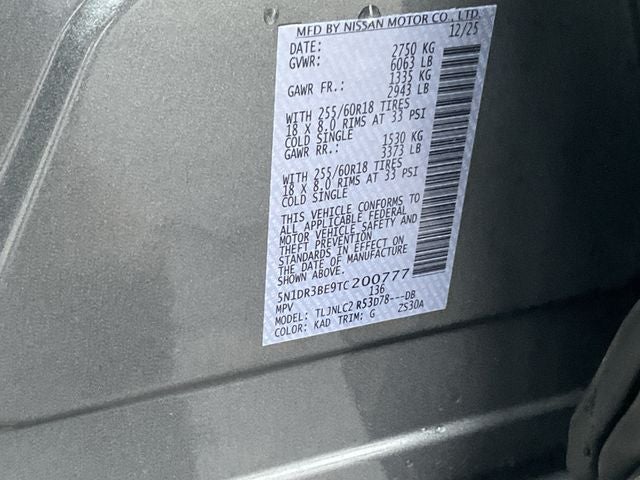 MFD BY NISSAN MOTOR CO., LTD.
DATE: 12/25
GVWR: 2750 KG
6063 LB
GAWR FR.: 1335 KG
2943 LB
WITH 255/60R18 TIRES
18 X 8.0 RIMS AT 33 PSI
COLD SINGLE
GAWR RR.: 1530 KG
3373 LB
WITH 255/60R18 TIRES
18 X 8.0 RIMS AT 33 PSI
COLD SINGLE
THIS VEHICLE CONFORMS TO
ALL APPLICABLE FEDERAL
MOTOR VEHICLE SAFETY AND
THEFT PREVENTION
STANDARDS IN EFFECT ON
THE DATE OF MANUFACTURE
SHOWN ABOVE.
5N1DR3BE9TC200777
MPV 136
MODEL: TLJNLC2 R53D78---DB
COLOR: KAD TRIM: G ZS30A